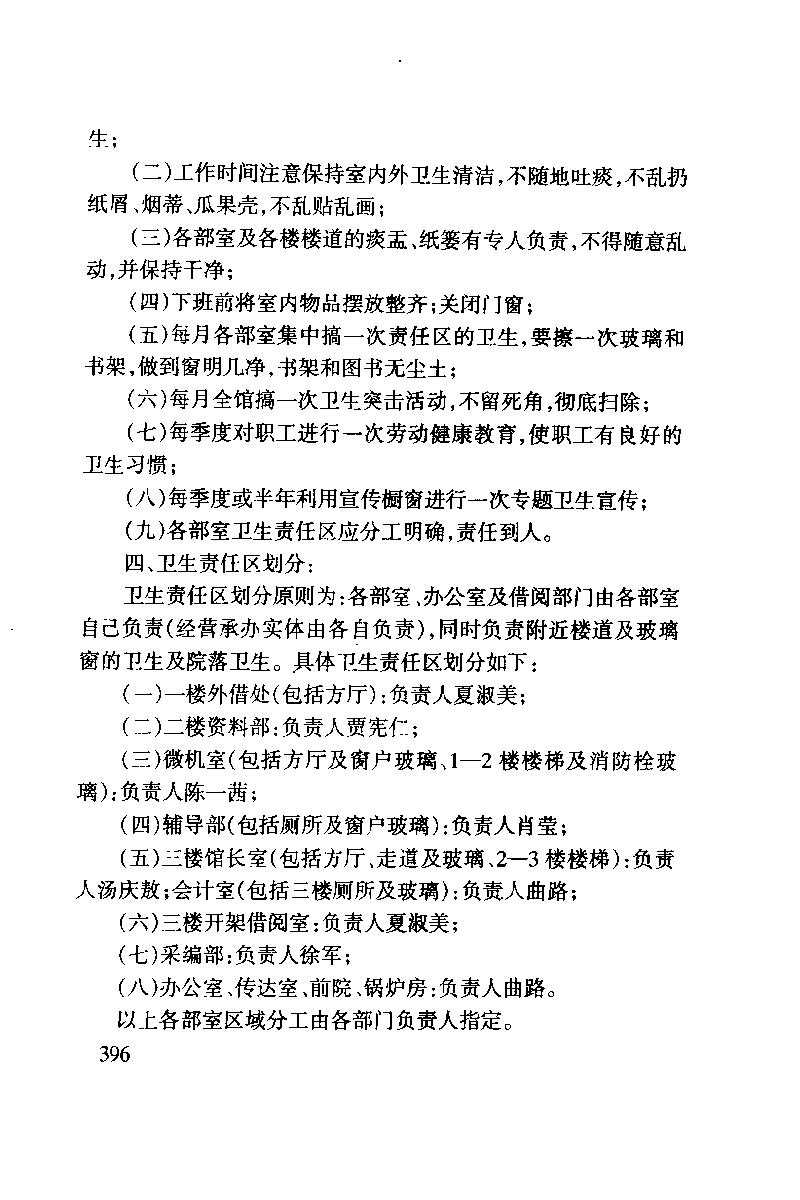 生;
(二)工作时间注意保持室内外卫生清洁,不随地吐痰,不乱扔
纸屑、烟蒂、瓜果壳,不乱贴乱画;
(三)各部室及各楼楼道的痰盂、纸篓有专人负责,不得随意乱
动,并保持干净;
(四)下班前将室内物品摆放整齐;关闭门窗;
(五)每月各部室集中搞一次责任区的卫生,要擦一次玻璃和
书架,做到窗明几净,书架和图书无尘土;
(六)每月全馆搞一次卫生突击活动,不留死角,彻底扫除;
(七)每季度对职工进行一次劳动健康教育,使职工有良好的
卫生习惯;
(八)每季度或半年利用宣传橱窗进行一次专题卫生宣传;
(九)各部室卫生责任区应分工明确,责任到人。
四、卫生责任区划分:
卫生责任区划分原则为:各部室、办公室及借阅部门由各部室
自己负责(经营承办实体由各自负责),同时负责附近楼道及玻璃
窗的卫生及院落卫生。具体卫生责任区划分如下:
(一)一楼外借处(包括方厅):负责人夏淑美;
(二)二楼资料部:负责人贾宪仁;
(三)微机室(包括方厅及窗户玻璃、1—2楼楼梯及消防栓玻
璃):负责人陈一茜;
(四)辅导部(包括厕所及窗户玻璃):负责人肖莹;
(五)三楼馆长室(包括方厅、走道及玻璃、2—3楼楼梯):负责
人汤庆敖;会计室(包括三楼厕所及玻璃):负责人曲路;
(六)三楼开架借阅室:负责人夏淑美;
(七)采编部:负责人徐军;
(八)办公室、传达室、前院、锅炉房:负责人曲路。
以上各部室区域分工由各部门负责人指定。
396